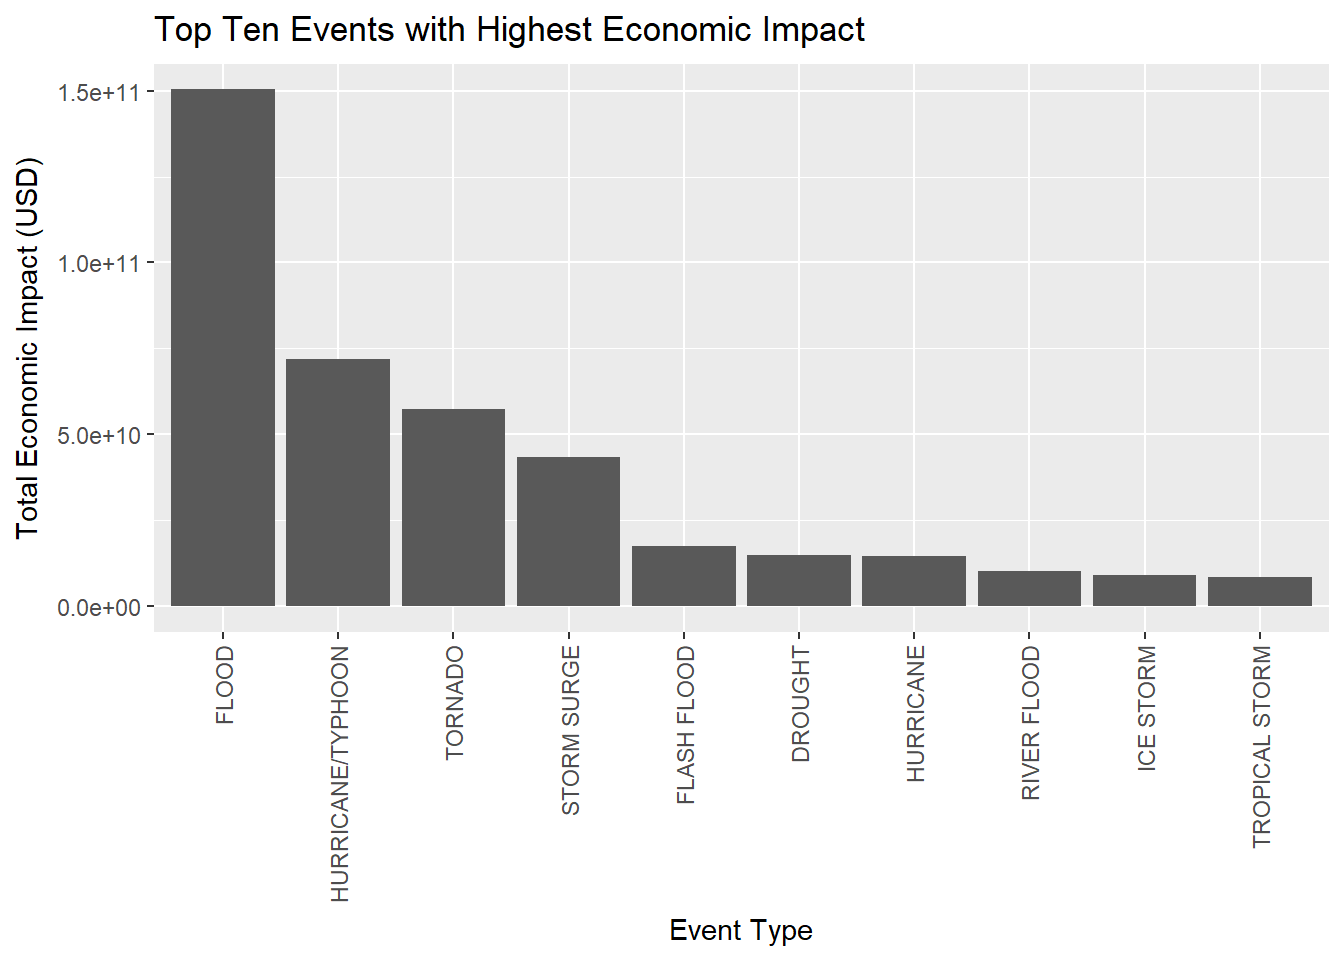 Top Ten Events with Highest Economic Impact
Total Economic Impact (USD)
1.5e+11
1.0e+11
5.0e+10
0.0e+00
FLOOD
HURRICANE/TYPHOON
TORNADO
STORM SURGE
FLASH FLOOD
DROUGHT
HURRICANE
RIVER FLOOD
ICE STORM
TROPICAL STORM
Event Type